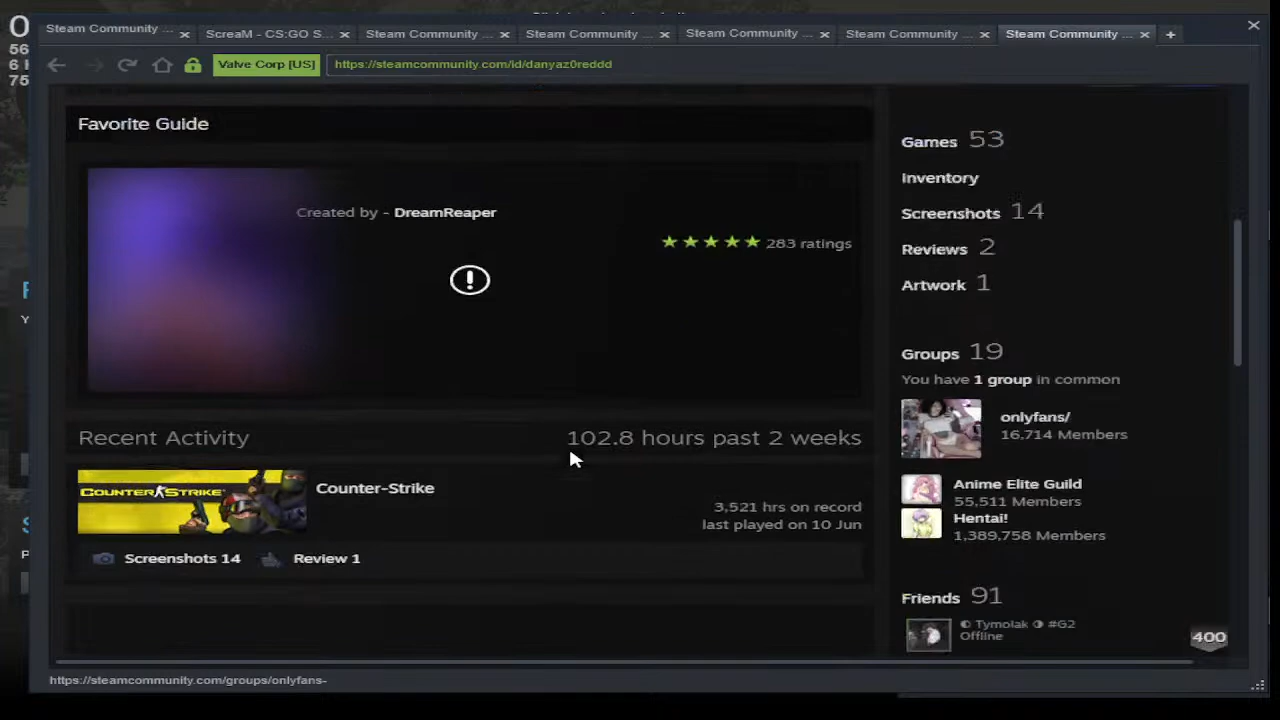 Steam Community ...
ScreaM - CS:GO S...
Steam Community ...
Steam Community ...
Steam Community ...
Steam Community ...
Steam Community ...
Valve Corp [US]
https://steamcommunity.com/id/danyaz0reddd
Favorite Guide
Created by - DreamReaper
283 ratings
Recent Activity
102.8 hours past 2 weeks
COUNTER STRIKE
Counter-Strike
3,521 hrs on record
last played on 10 Jun
Screenshots 14
Review 1
Games 53
Inventory
Screenshots 14
Reviews 2
Artwork 1
Groups 19
You have 1 group in common
onlyfans/
16,714 Members
Anime Elite Guild
55,511 Members
Hentai!
1,389,758 Members
Friends 91
Tymolak #G2
Offline
400
https://steamcommunity.com/groups/onlyfans-